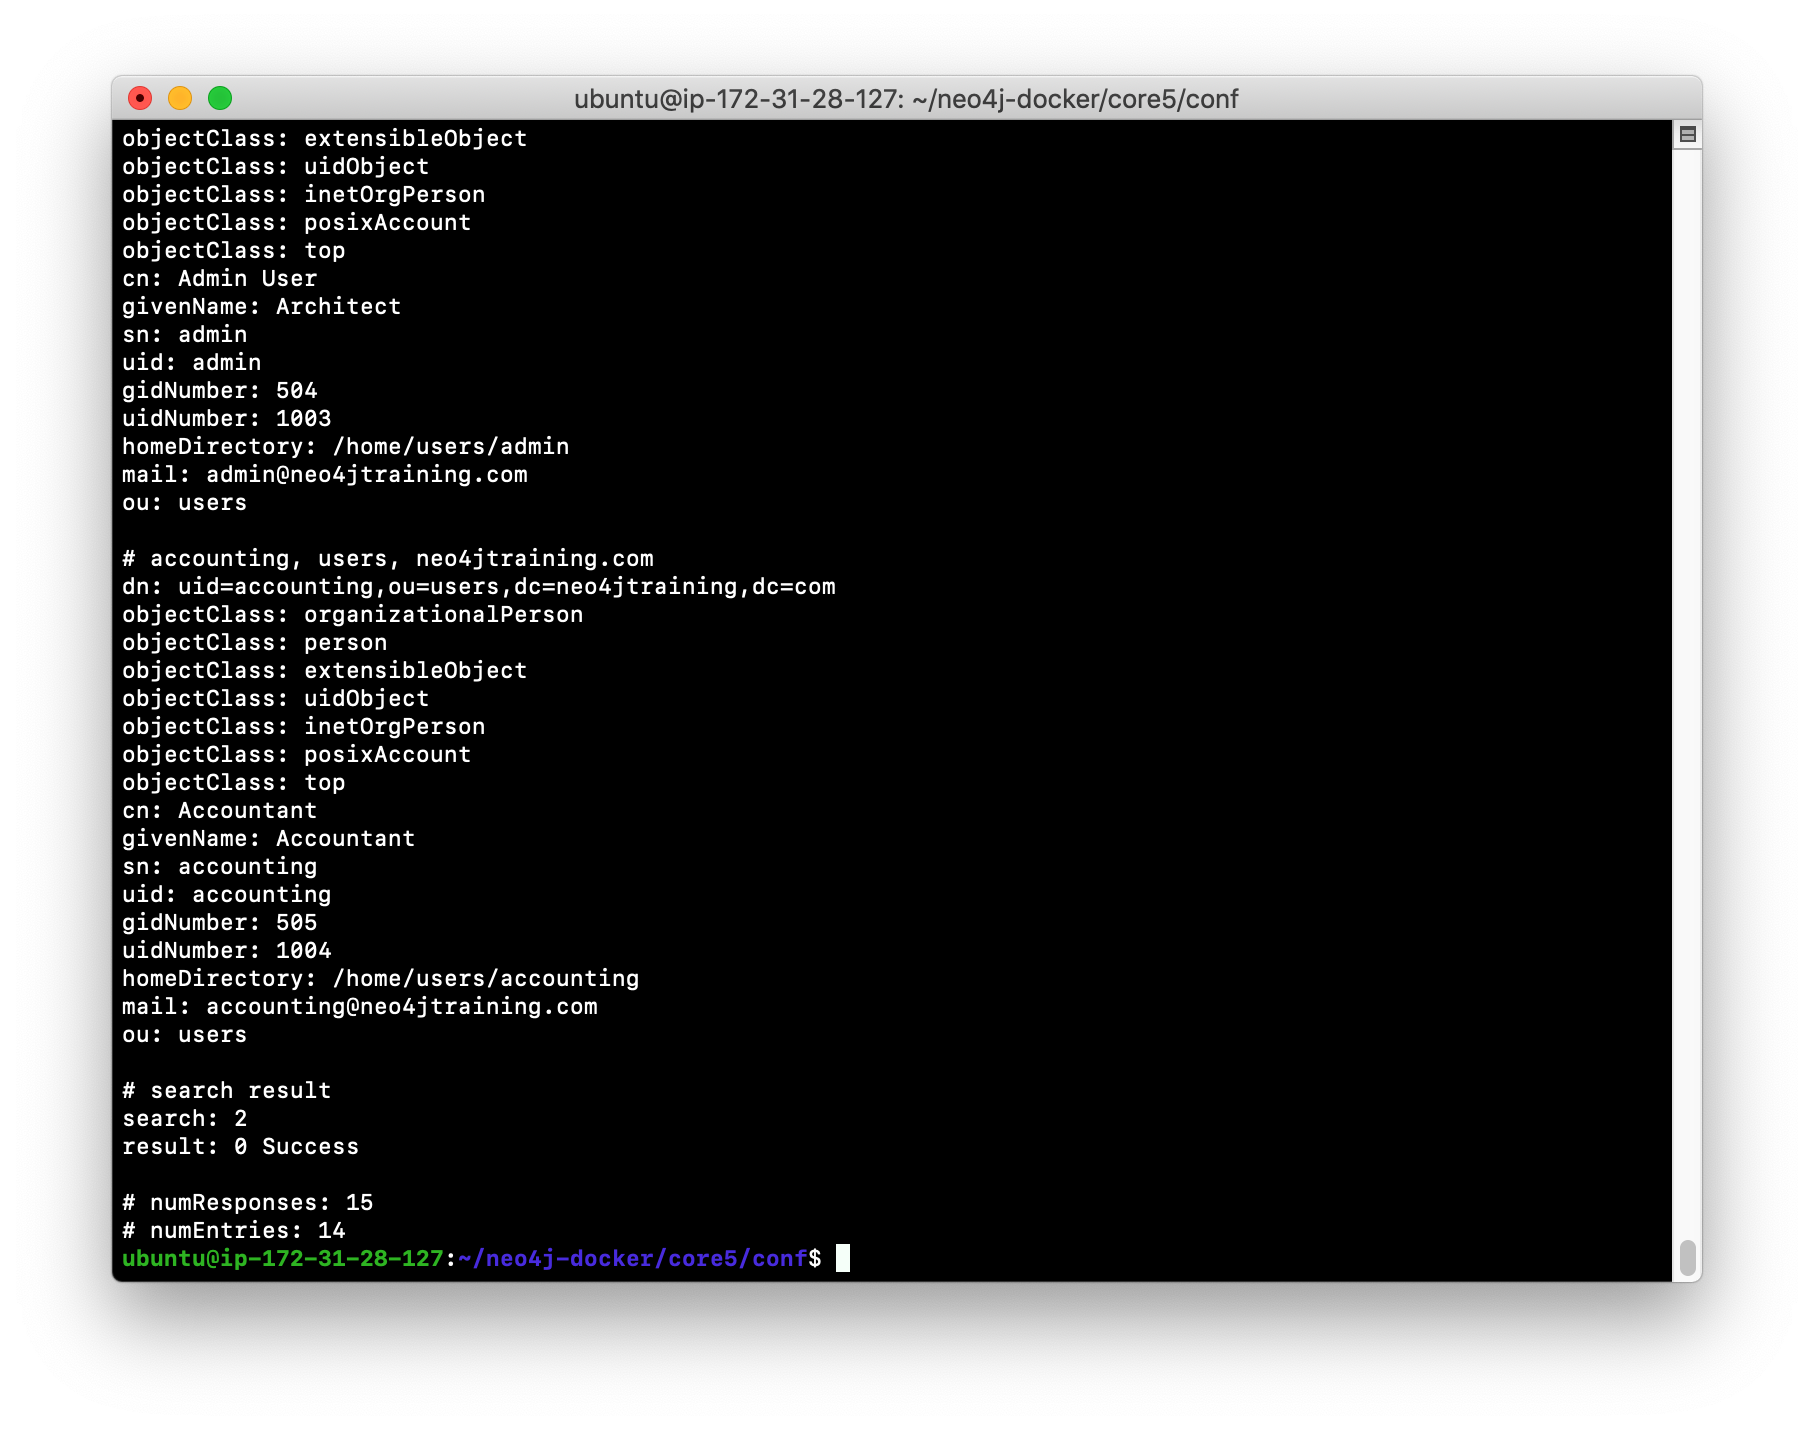 ubuntu@ip-172-31-28-127: ~/neo4j-docker/core5/conf
objectClass: extensibleObject
objectClass: uidObject
objectClass: inetOrgPerson
objectClass: posixAccount
objectClass: top
cn: Admin User
givenName: Architect
sn: admin
uid: admin
gidNumber: 504
uidNumber: 1003
homeDirectory: /home/users/admin
mail: admin@neo4jtraining.com
ou: users

# accounting, users, neo4jtraining.com
dn: uid=accounting,ou=users,dc=neo4jtraining,dc=com
objectClass: organizationalPerson
objectClass: person
objectClass: extensibleObject
objectClass: uidObject
objectClass: inetOrgPerson
objectClass: posixAccount
objectClass: top
cn: Accountant
givenName: Accountant
sn: accounting
uid: accounting
gidNumber: 505
uidNumber: 1004
homeDirectory: /home/users/accounting
mail: accounting@neo4jtraining.com
ou: users

# search result
search: 2
result: 0 Success

# numResponses: 15
# numEntries: 14
ubuntu@ip-172-31-28-127:~/neo4j-docker/core5/conf$